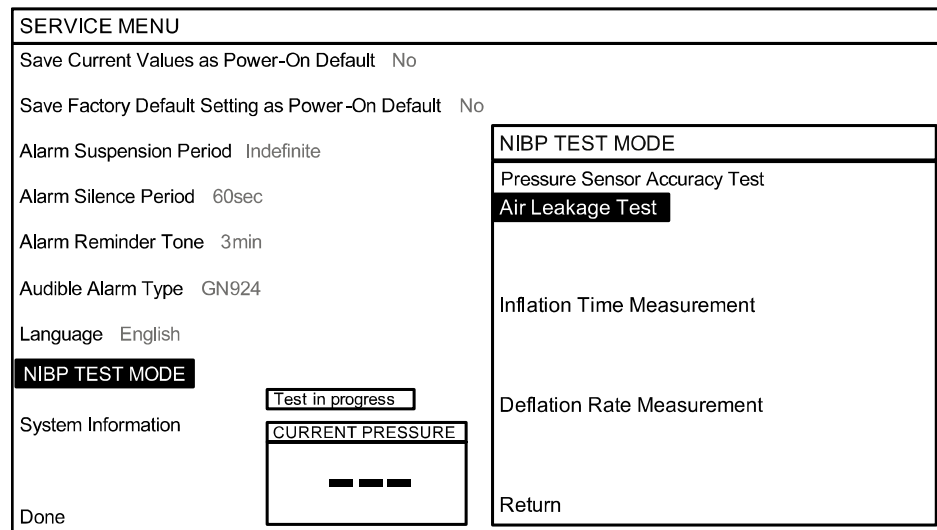 SERVICE MENU
Save Current Values as Power-On Default No
Save Factory Default Setting as Power-On Default No
Alarm Suspension Period Indefinite
Alarm Silence Period 60sec
Alarm Reminder Tone 3min
Audible Alarm Type GN924
Language English
NIBP TEST MODE
System Information
Done
Test in progress
CURRENT PRESSURE
---
NIBP TEST MODE
Pressure Sensor Accuracy Test
Air Leakage Test
Inflation Time Measurement
Deflation Rate Measurement
Return